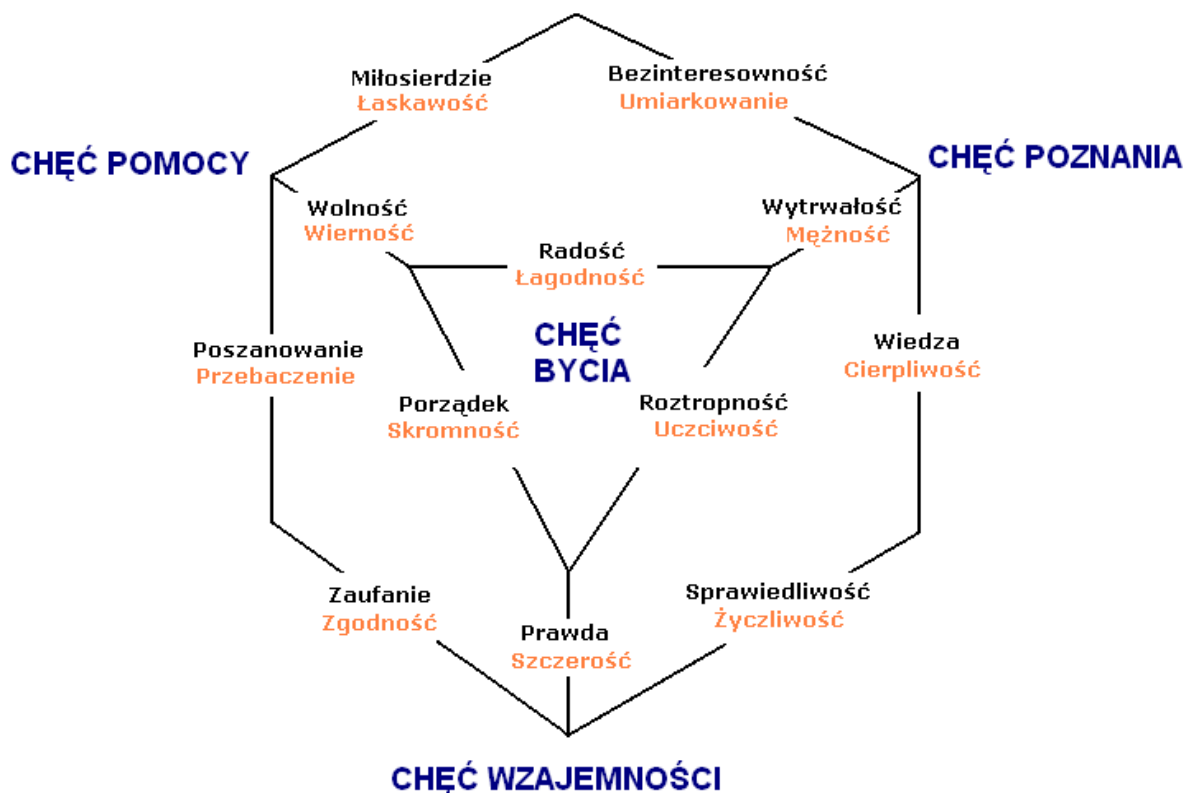 Miłosierdzie
Łaskawość
Bezinteresowność
Umiarkowanie
CHĘĆ POMOCY
CHĘĆ POZNANIA
Wolność
Wierność
Wytrwałość
Mężność
Radość
Łagodność
CHĘĆ
BYCIA
Poszanowanie
Przebaczenie
Wiedza
Cierpliwość
Porządek
Skromność
Roztropność
Uczciwość
Zaufanie
Zgodność
Sprawiedliwość
Życzliwość
Prawda
Szczerość
CHĘĆ WZAJEMNOŚCI